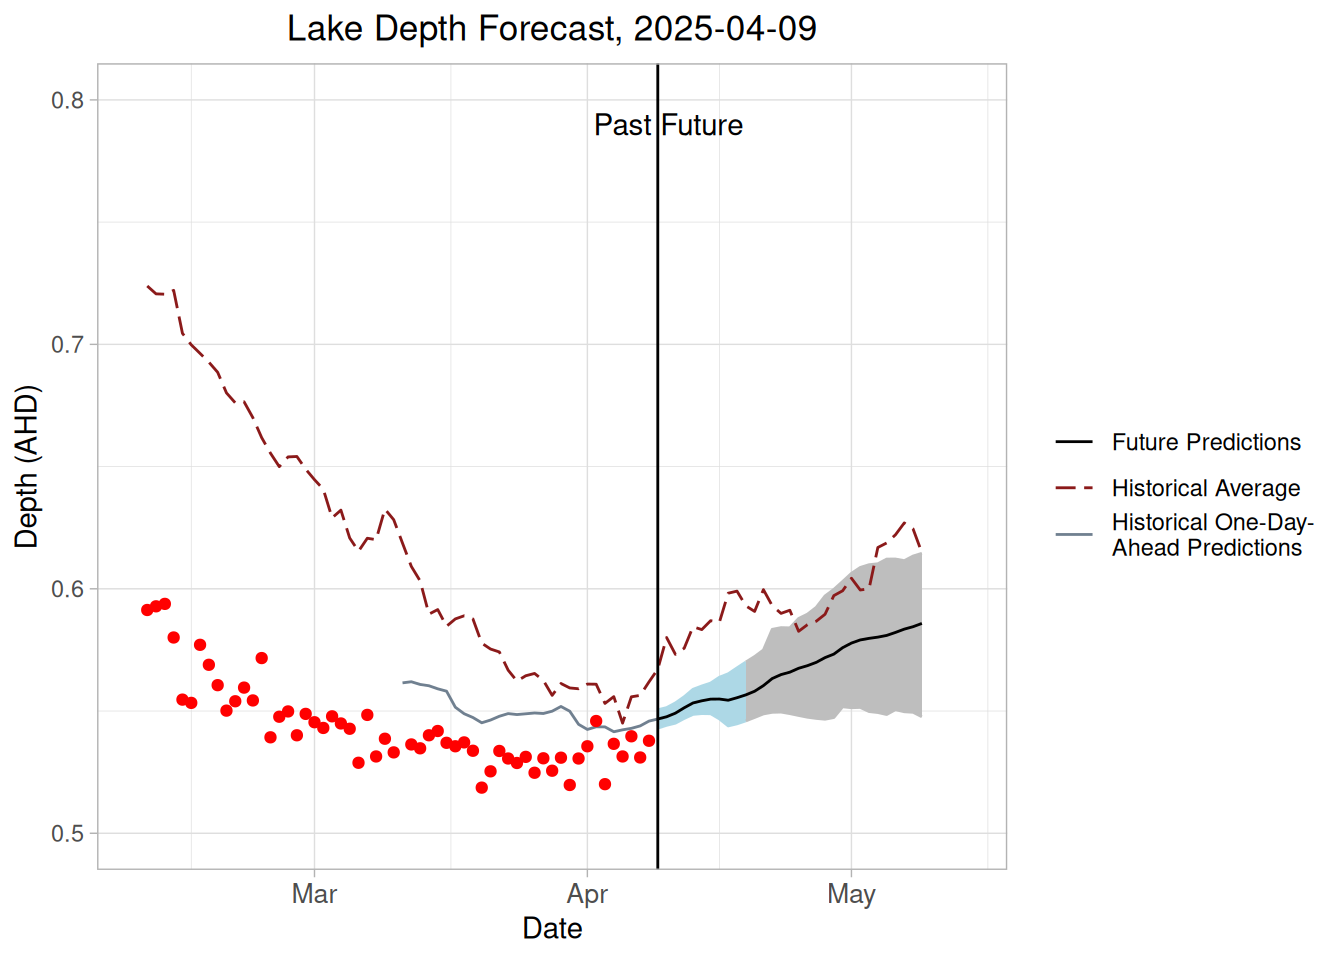 Lake Depth Forecast, 2025-04-09
Past Future
0.8
0.7
0.6
0.5
Depth (AHD)
Mar Apr May
Date
Future Predictions
Historical Average
Historical One-Day-
Ahead Predictions